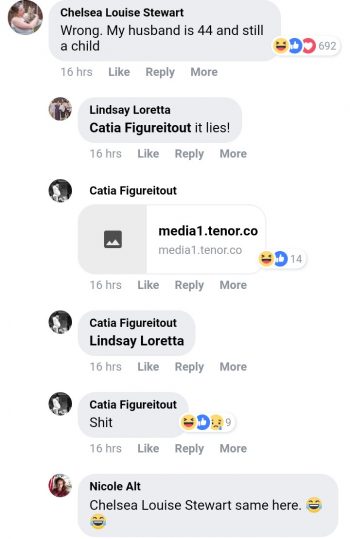 Chelsea Louise Stewart
Wrong. My husband is 44 and still
a child
692
16 hrs Like Reply More
Lindsay Loretta
Catia Figureitout it lies!
16 hrs Like Reply More
Catia Figureitout
media1.tenor.co
media1.tenor.co
14
16 hrs Like Reply More
Catia Figureitout
Lindsay Loretta
16 hrs Like Reply More
Catia Figureitout
Shit
9
16 hrs Like Reply More
Nicole Alt
Chelsea Louise Stewart same here. 😂
😂